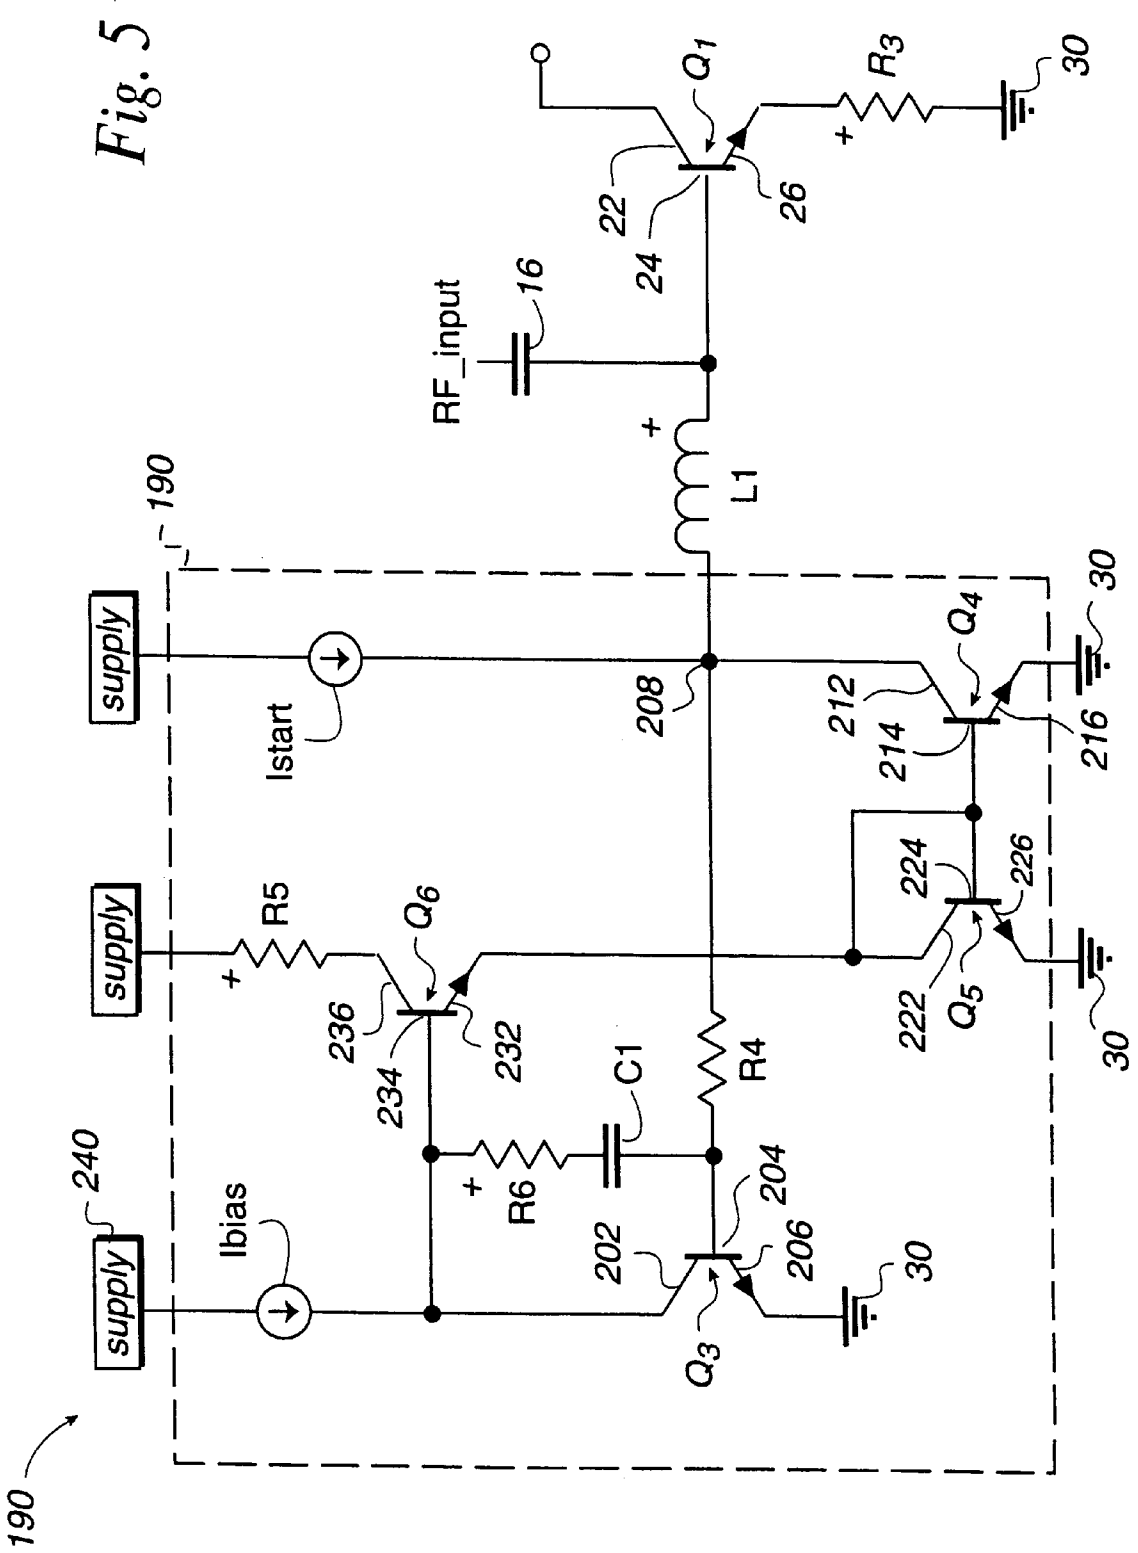 Fig. 5
190
supply
240
supply
supply
190
Ibias
R5
Istart
RF_input
16
236
234
Q6
232
R6
C1
208
+
+
+
L1
22
24
Q1
26
+
R3
30
202
Q3
204
206
30
R4
212
214
Q4
216
30
222
224
Q5
226
30